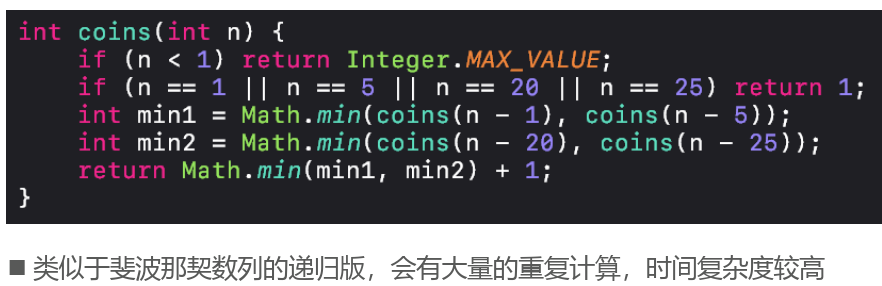 int coins(int n) {
    if (n < 1) return Integer.MAX_VALUE;
    if (n == 1 || n == 5 || n == 20 || n == 25) return 1;
    int min1 = Math.min(coins(n - 1), coins(n - 5));
    int min2 = Math.min(coins(n - 20), coins(n - 25));
    return Math.min(min1, min2) + 1;
}
■ 类似于斐波那契数列的递归版，会有大量的重复计算，时间复杂度较高